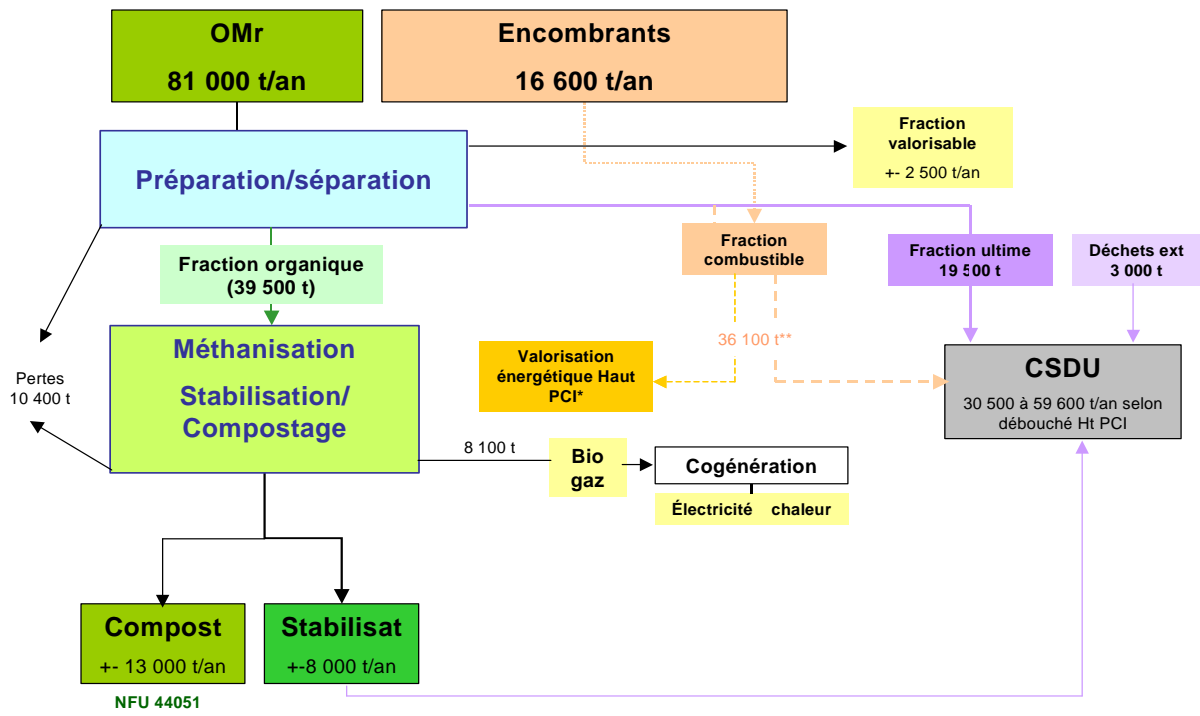 OMr
81 000 t/an
Encombrants
16 600 t/an
Fraction
valorisable
+- 2 500 t/an
Préparation/séparation
Fraction organique
(39 500 t)
Fraction
combustible
Fraction ultime
19 500 t
Déchets ext
3 000 t
Méthanisation
Stabilisation/
Compostage
Pertes
10 400 t
36 100 t**
Valorisation
énergétique Haut
PCI*
CSDU
30 500 à 59 600 t/an selon
débouché Ht PCI
8 100 t
Bio
gaz
Cogénération
Électricité chaleur
Compost
+- 13 000 t/an
Stabilisat
+-8 000 t/an
NFU 44051